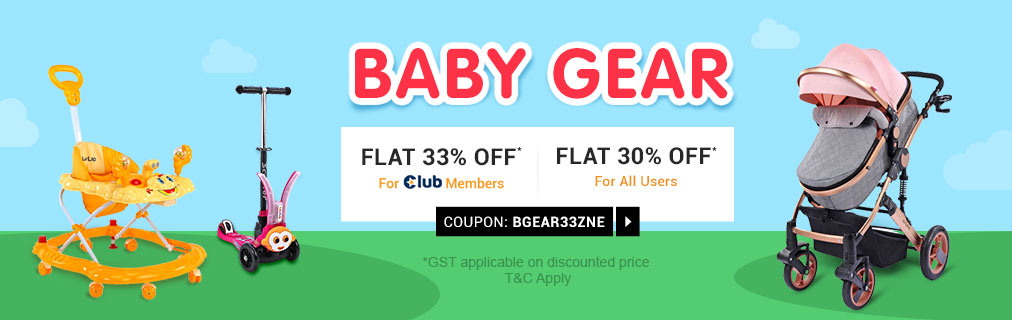 BABY GEAR
FLAT 33% OFF*
For Club Members
FLAT 30% OFF*
For All Users
COUPON: BGEAR33ZNE
*GST applicable on discounted price
T&C Apply